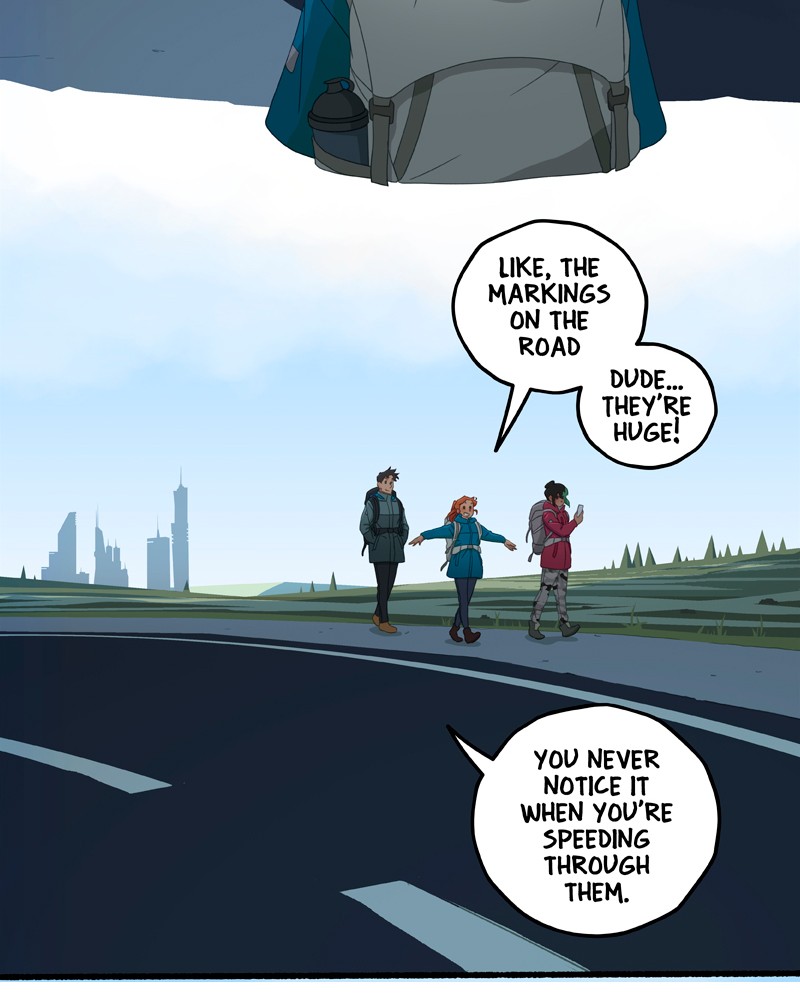 LIKE, THE
MARKINGS
ON THE
ROAD
DUDE...
THEY'RE
HUGE!
YOU NEVER
NOTICE IT
WHEN YOU'RE
SPEEDING
THROUGH
THEM.